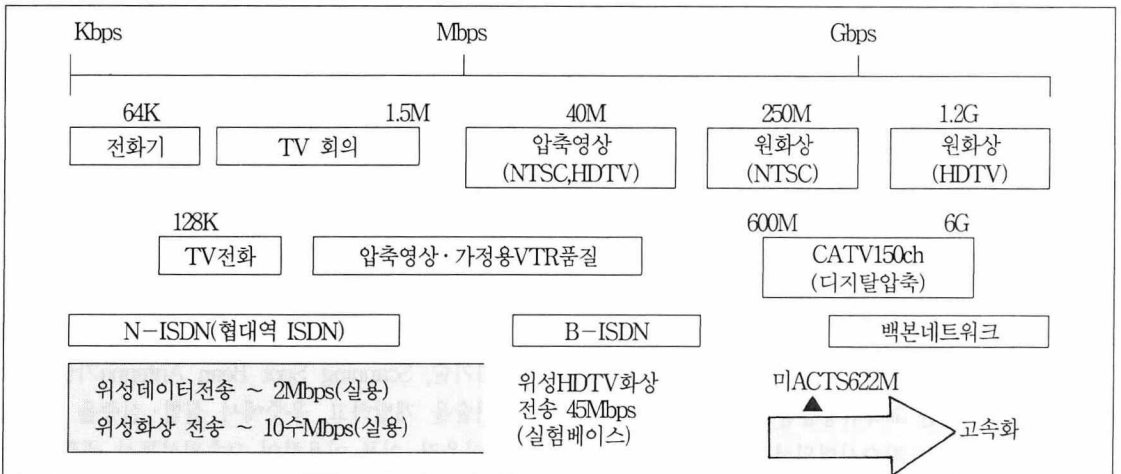 Kbps Mbps Gbps
64K 1.5M 40M 250M 1.2G
전화기 TV 회의 압축영상 원화상 원화상
(NTSC,HDTV) (NTSC) (HDTV)
128K 600M 6G
TV전화 압축영상·가정용VTR품질 CATV150ch
(디지탈압축)
N-ISDN(협대역 ISDN) B-ISDN 백본네트워크
위성데이터전송 ~ 2Mbps(실용) 위성HDTV화상 미ACTS622M
전송 45Mbps
위성화상 전송 ~ 10수Mbps(실용) (실험베이스) 고속화